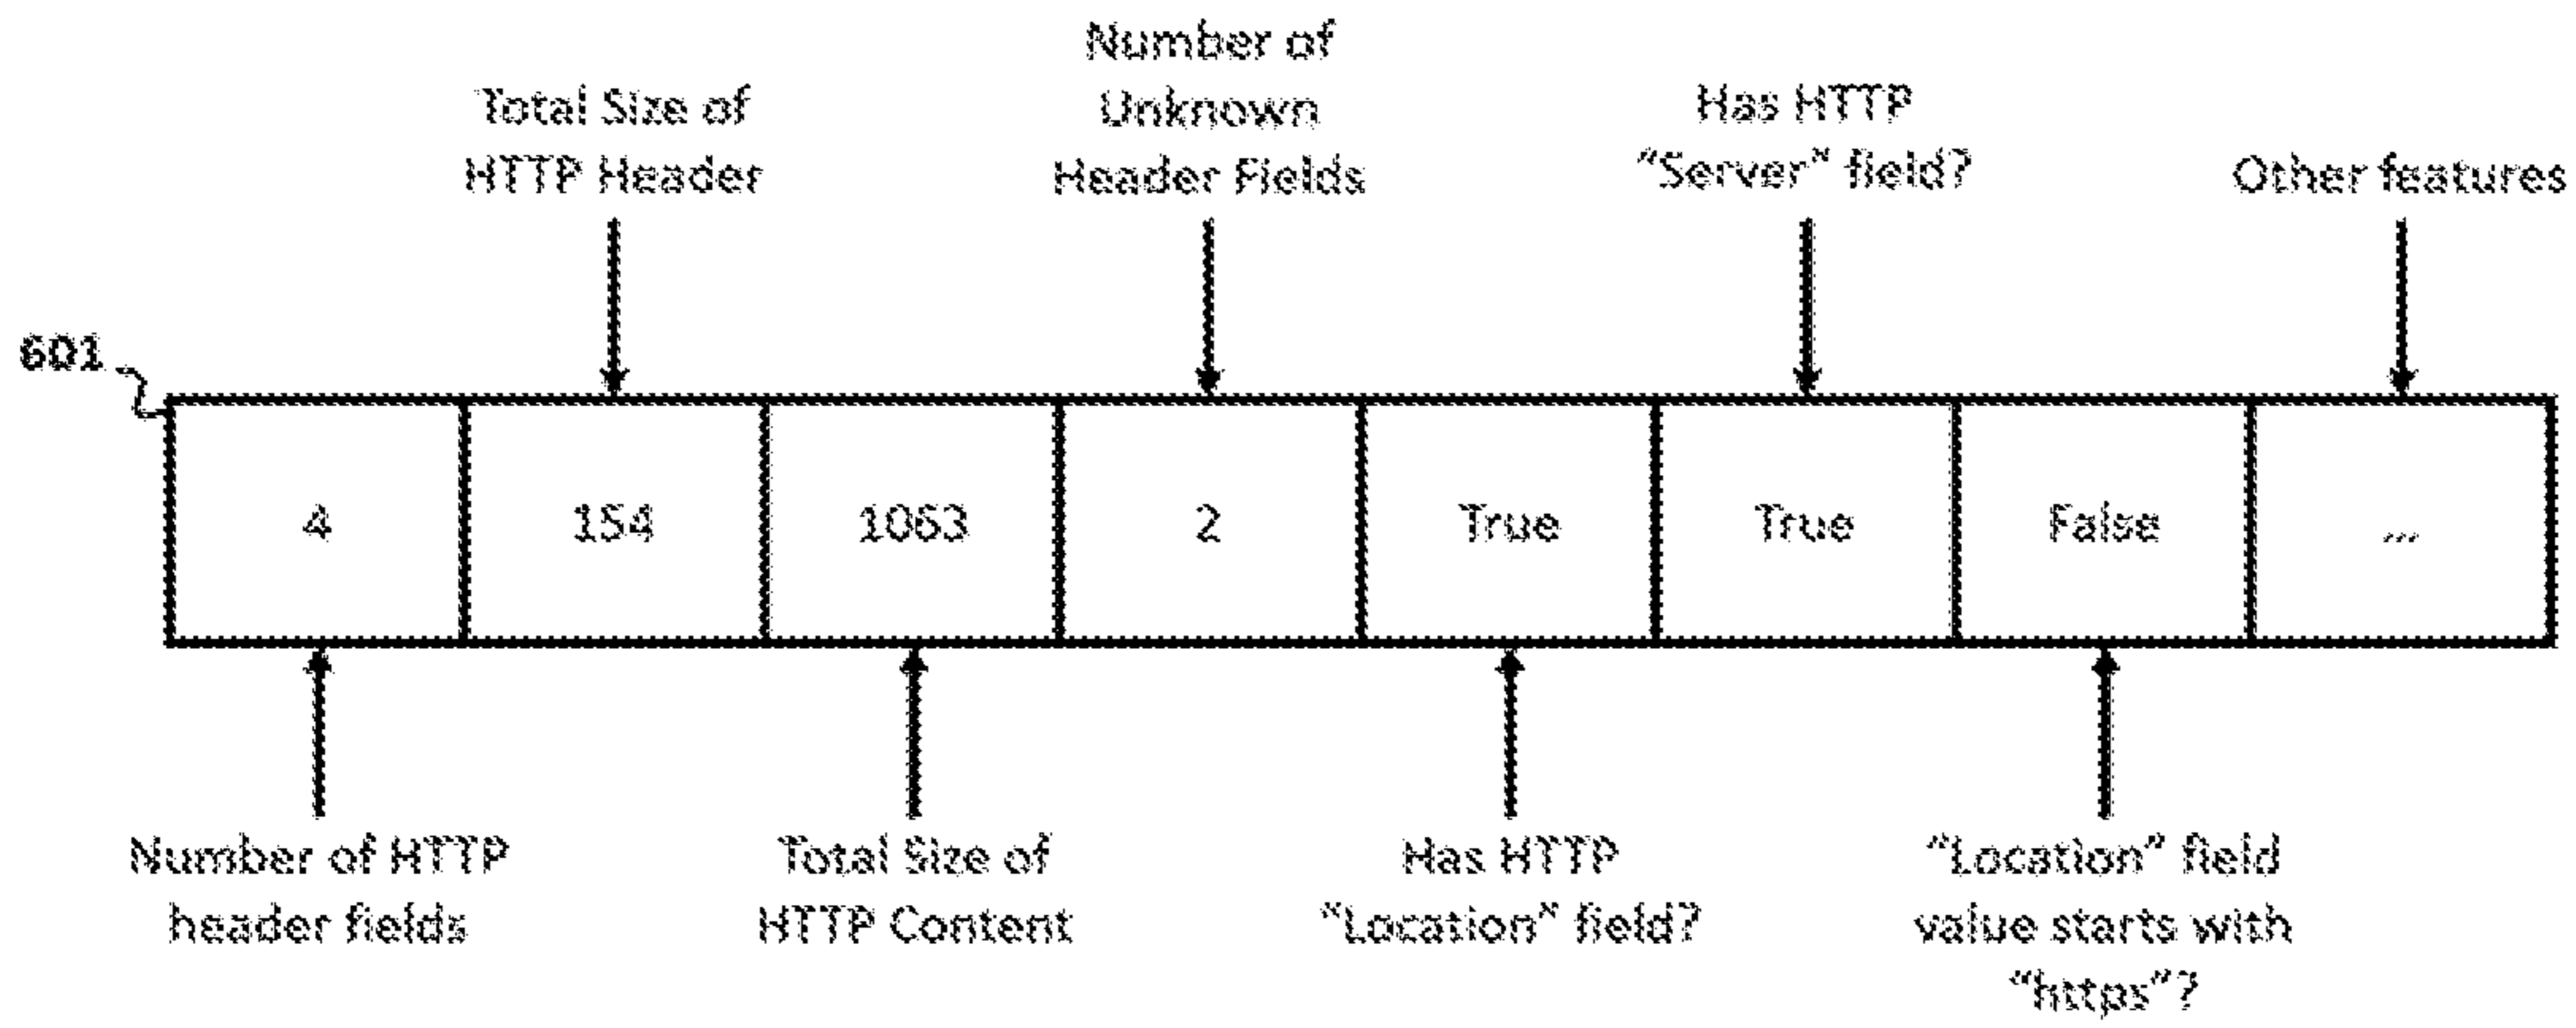 Number of
Unknown
Header Fields
Total Size of
HTTP Header
Has HTTP
"Server" field?
Other features
601
4
154
1063
2
True
True
False
...
Number of HTTP
header fields
Total Size of
HTTP Content
Has HTTP
"Location" field?
"Location" field
value starts with
"https"?